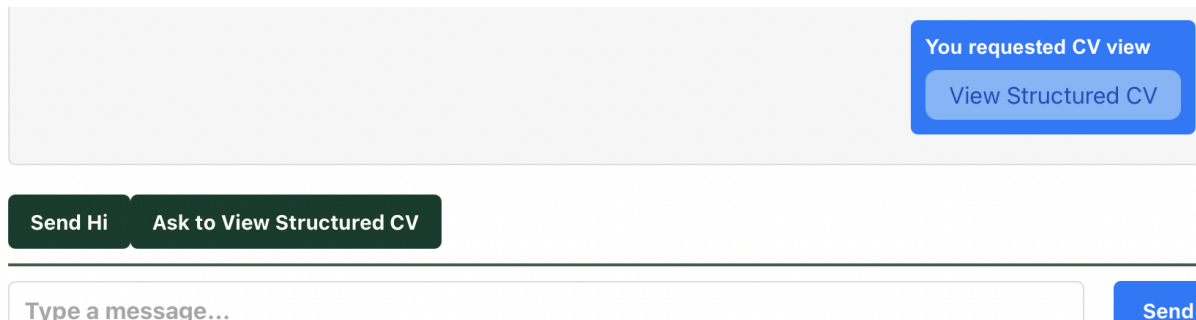 You requested CV view
View Structured CV
Send Hi
Ask to View Structured CV
Type a message...
Send